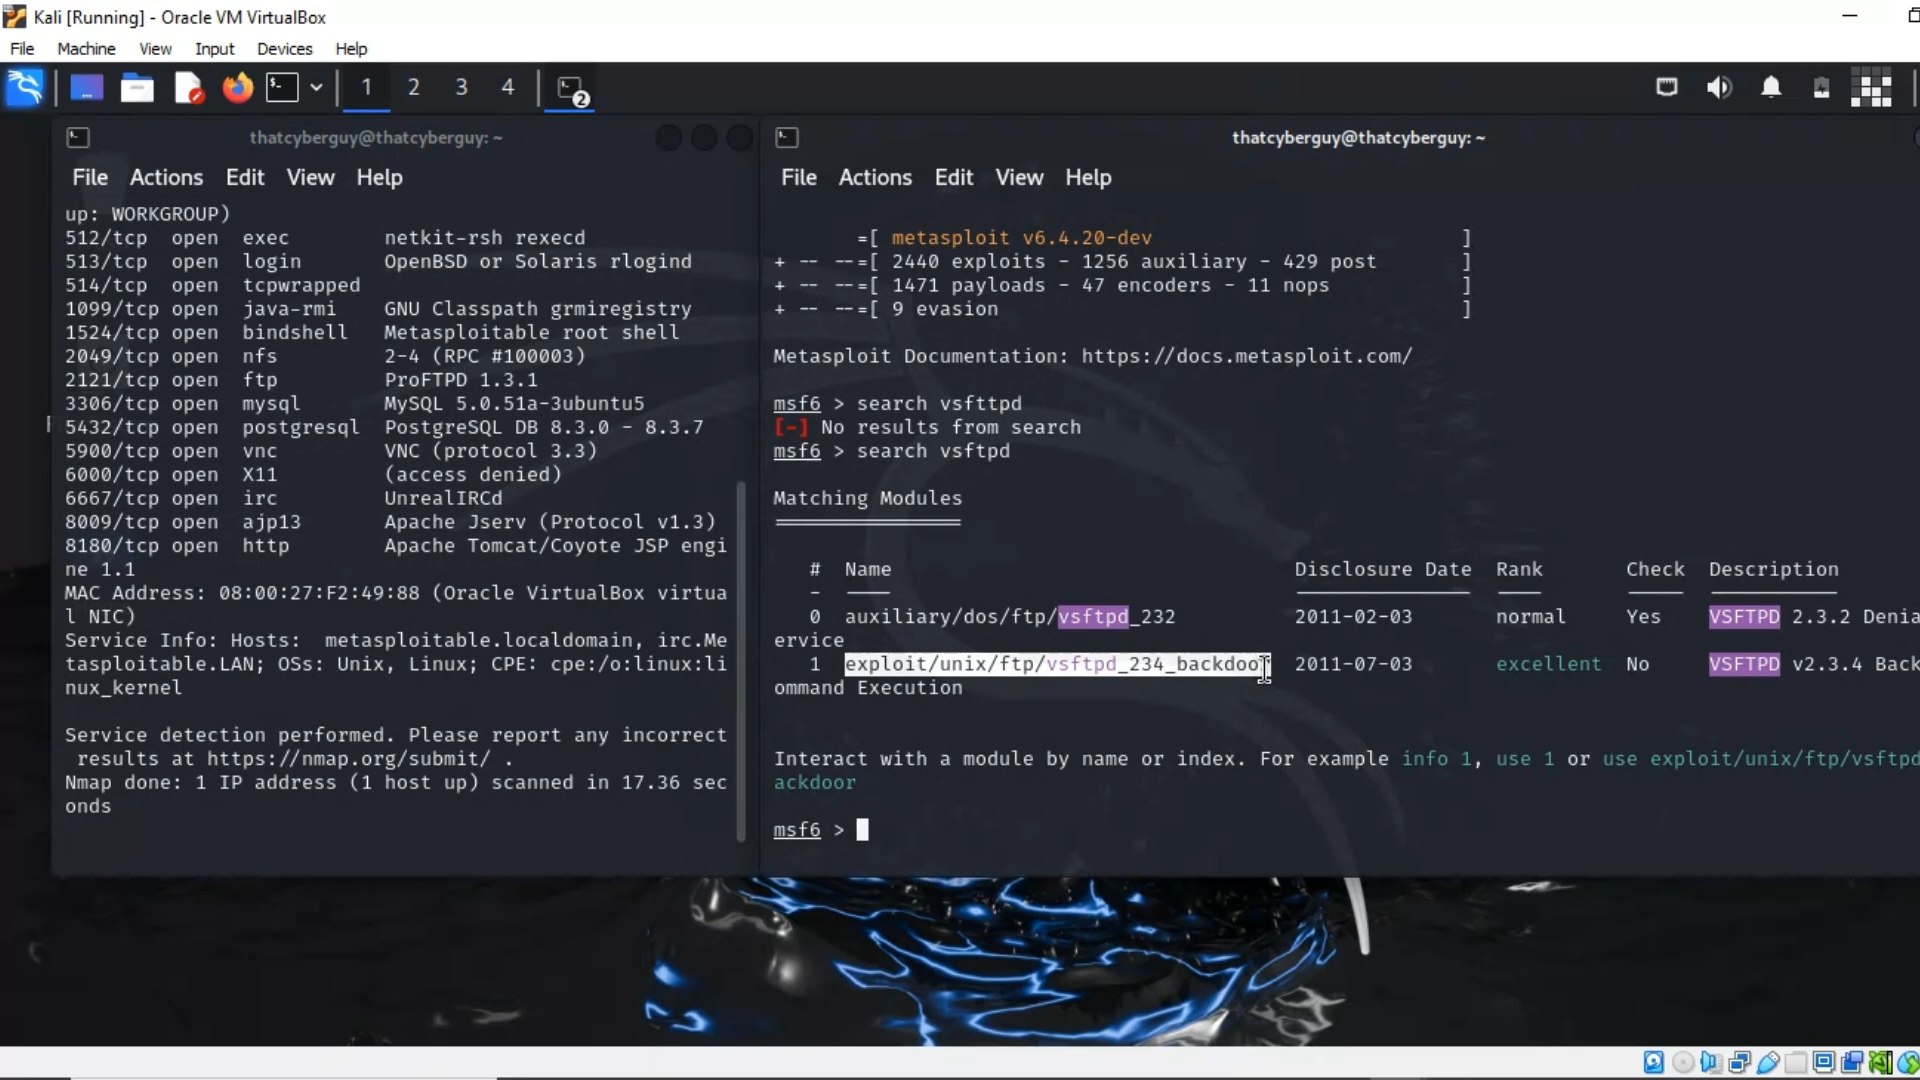 Kali [Running] - Oracle VM VirtualBox
File Machine View Input Devices Help
1 2 3 4 2
thatcyberguy@thatcyberguy: ~
File Actions Edit View Help
up: WORKGROUP)
512/tcp open exec netkit-rsh rexecd
513/tcp open login OpenBSD or Solaris rlogind
514/tcp open tcpwrapped
1099/tcp open java-rmi GNU Classpath grmiregistry
1524/tcp open bindshell Metasploitable root shell
2049/tcp open nfs 2-4 (RPC #100003)
2121/tcp open ftp ProFTPD 1.3.1
3306/tcp open mysql MySQL 5.0.51a-3ubuntu5
5432/tcp open postgresql PostgreSQL DB 8.3.0 - 8.3.7
5900/tcp open vnc VNC (protocol 3.3)
6000/tcp open X11 (access denied)
6667/tcp open irc UnrealIRCd
8009/tcp open ajp13 Apache Jserv (Protocol v1.3)
8180/tcp open http Apache Tomcat/Coyote JSP engi
ne 1.1
MAC Address: 08:00:27:F2:49:88 (Oracle VirtualBox virtua
l NIC)
Service Info: Hosts:  metasploitable.localdomain, irc.Me
tasploitable.LAN; OSs: Unix, Linux; CPE: cpe:/o:linux:li
nux_kernel
Service detection performed. Please report any incorrect
results at https://nmap.org/submit/ .
Nmap done: 1 IP address (1 host up) scanned in 17.36 sec
onds
thatcyberguy@thatcyberguy: ~
File Actions Edit View Help
=[ metasploit v6.4.20-dev ]
+ -- --=[ 2440 exploits - 1256 auxiliary - 429 post ]
+ -- --=[ 1471 payloads - 47 encoders - 11 nops ]
+ -- --=[ 9 evasion ]
Metasploit Documentation: https://docs.metasploit.com/
msf6 > search vsfttpd
[-] No results from search
msf6 > search vsftpd
Matching Modules
================
# Name Disclosure Date Rank Check Description
- ---- --------------- ---- ----- -----------
0 auxiliary/dos/ftp/vsftpd_232 2011-02-03 normal Yes VSFTPD 2.3.2 Denia
ervice
1 exploit/unix/ftp/vsftpd_234_backdoor 2011-07-03 excellent No VSFTPD v2.3.4 Back
ommand Execution
Interact with a module by name or index. For example info 1, use 1 or use exploit/unix/ftp/vsftpd
ackdoor
msf6 >